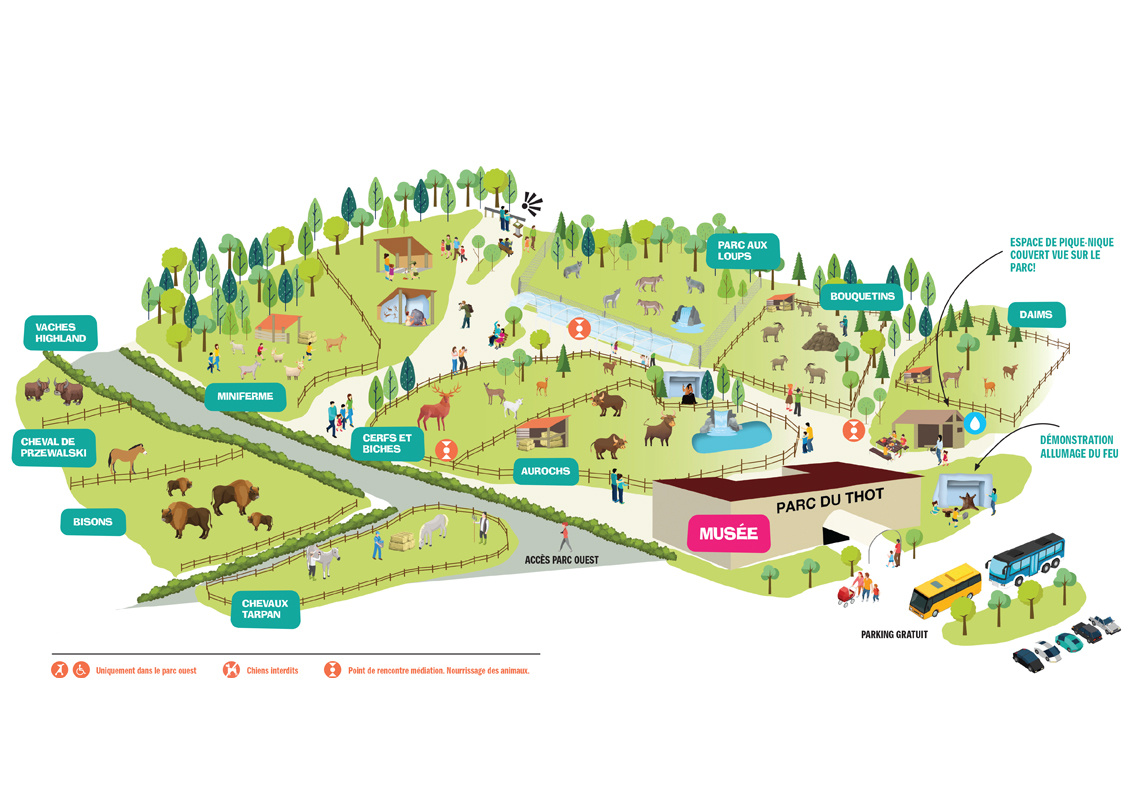 PARC AUX
LOUPS
ESPACE DE PIQUE-NIQUE
COUVERT VUE SUR LE
PARC!
BOUQUETINS
DAIMS
VACHES
HIGHLAND
MINIFERME
CHEVAL DE
PRZEWALSKI
CERFS ET
BICHES
AUROCHS
DÉMONSTRATION
ALLUMAGE DU FEU
BISONS
PARC DU THOT
MUSÉE
ACCÈS PARC OUEST
CHEVAUX
TARPAN
PARKING GRATUIT
Uniquement dans le parc ouest
Chiens interdits
Point de rencontre médiation. Nourrissage des animaux.